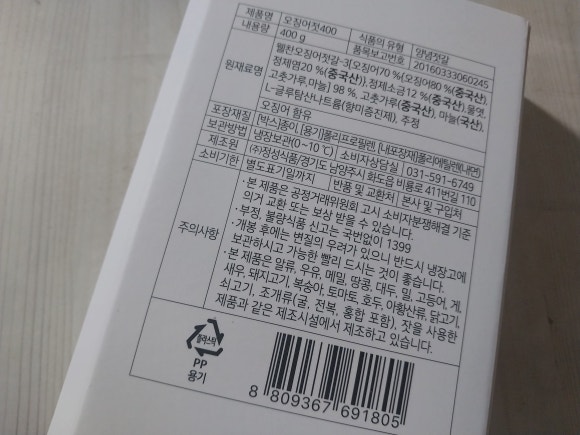 제품명 오징어젓400 식품의 유형 양념젓갈
내용량 400 g 품목보고번호 20160333060245
원재료명 웰찬오징어젓갈-3[오징어70 %{오징어80 %(중국산),
정제염20 %(중국산)}, 정제소금12 %(중국산), 물엿,
고춧가루, 마늘] 98 %, 고춧가루(중국산), 마늘(국산),
L-글루탐산나트륨(향미증진제), 주정
오징어 함유
포장재질 [박스]종이 [용기]폴리프로필렌, [내포장재]폴리에틸렌(내면)
보관방법 냉장보관(0~10 ℃) 소비자상담실 031-591-6749
제조원 (주)정성식품/경기도 남양주시 화도읍 비룡로 411번길 110
소비기한 별도표기일까지 반품 및 교환처 본사 및 구입처
주의사항 · 본 제품은 공정거래위원회 고시 소비자분쟁해결 기준
의거 교환 또는 보상 받을 수 있습니다.
· 부정, 불량식품 신고는 국번없이 1399
· 개봉 후에는 변질의 우려가 있으니 반드시 냉장고에
보관하시고 가능한 빨리 드시는 것이 좋습니다.
· 본 제품은 알류, 우유, 메밀, 땅콩, 대두, 밀, 고등어, 게,
새우, 돼지고기, 복숭아, 토마토, 호두, 아황산류, 닭고기,
쇠고기, 조개류(굴, 전복, 홍합 포함), 잣을 사용한
제품과 같은 제조시설에서 제조하고 있습니다.
플라스틱
PP
용기
8 809367 691805